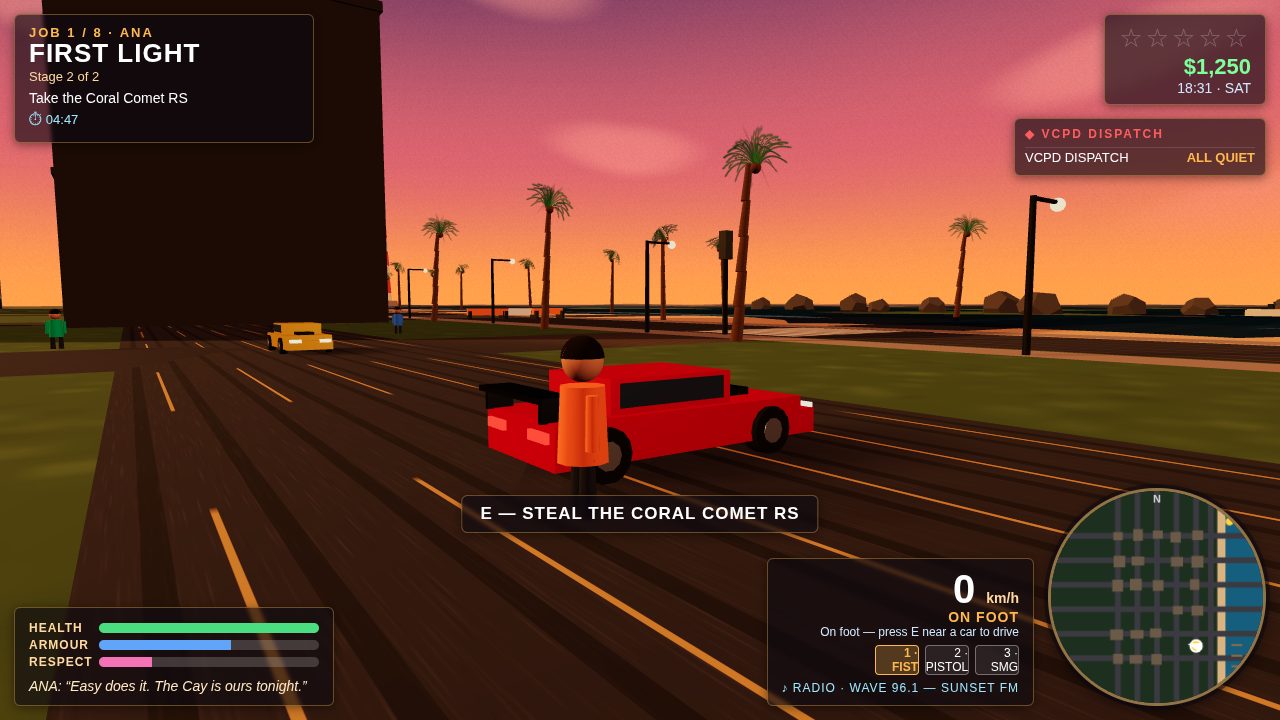 JOB 1 / 8 · ANA
FIRST LIGHT
Stage 2 of 2
Take the Coral Comet RS
⏱ 04:47
☆☆☆☆☆
$1,250
18:31 · SAT
◆ VCPD DISPATCH
VCPD DISPATCH ALL QUIET
E — STEAL THE CORAL COMET RS
HEALTH
ARMOUR
RESPECT
ANA: “Easy does it. The Cay is ours tonight.”
0 km/h
ON FOOT
On foot — press E near a car to drive
1 · FIST
2 · PISTOL
3 · SMG
♪ RADIO · WAVE 96.1 — SUNSET FM
N